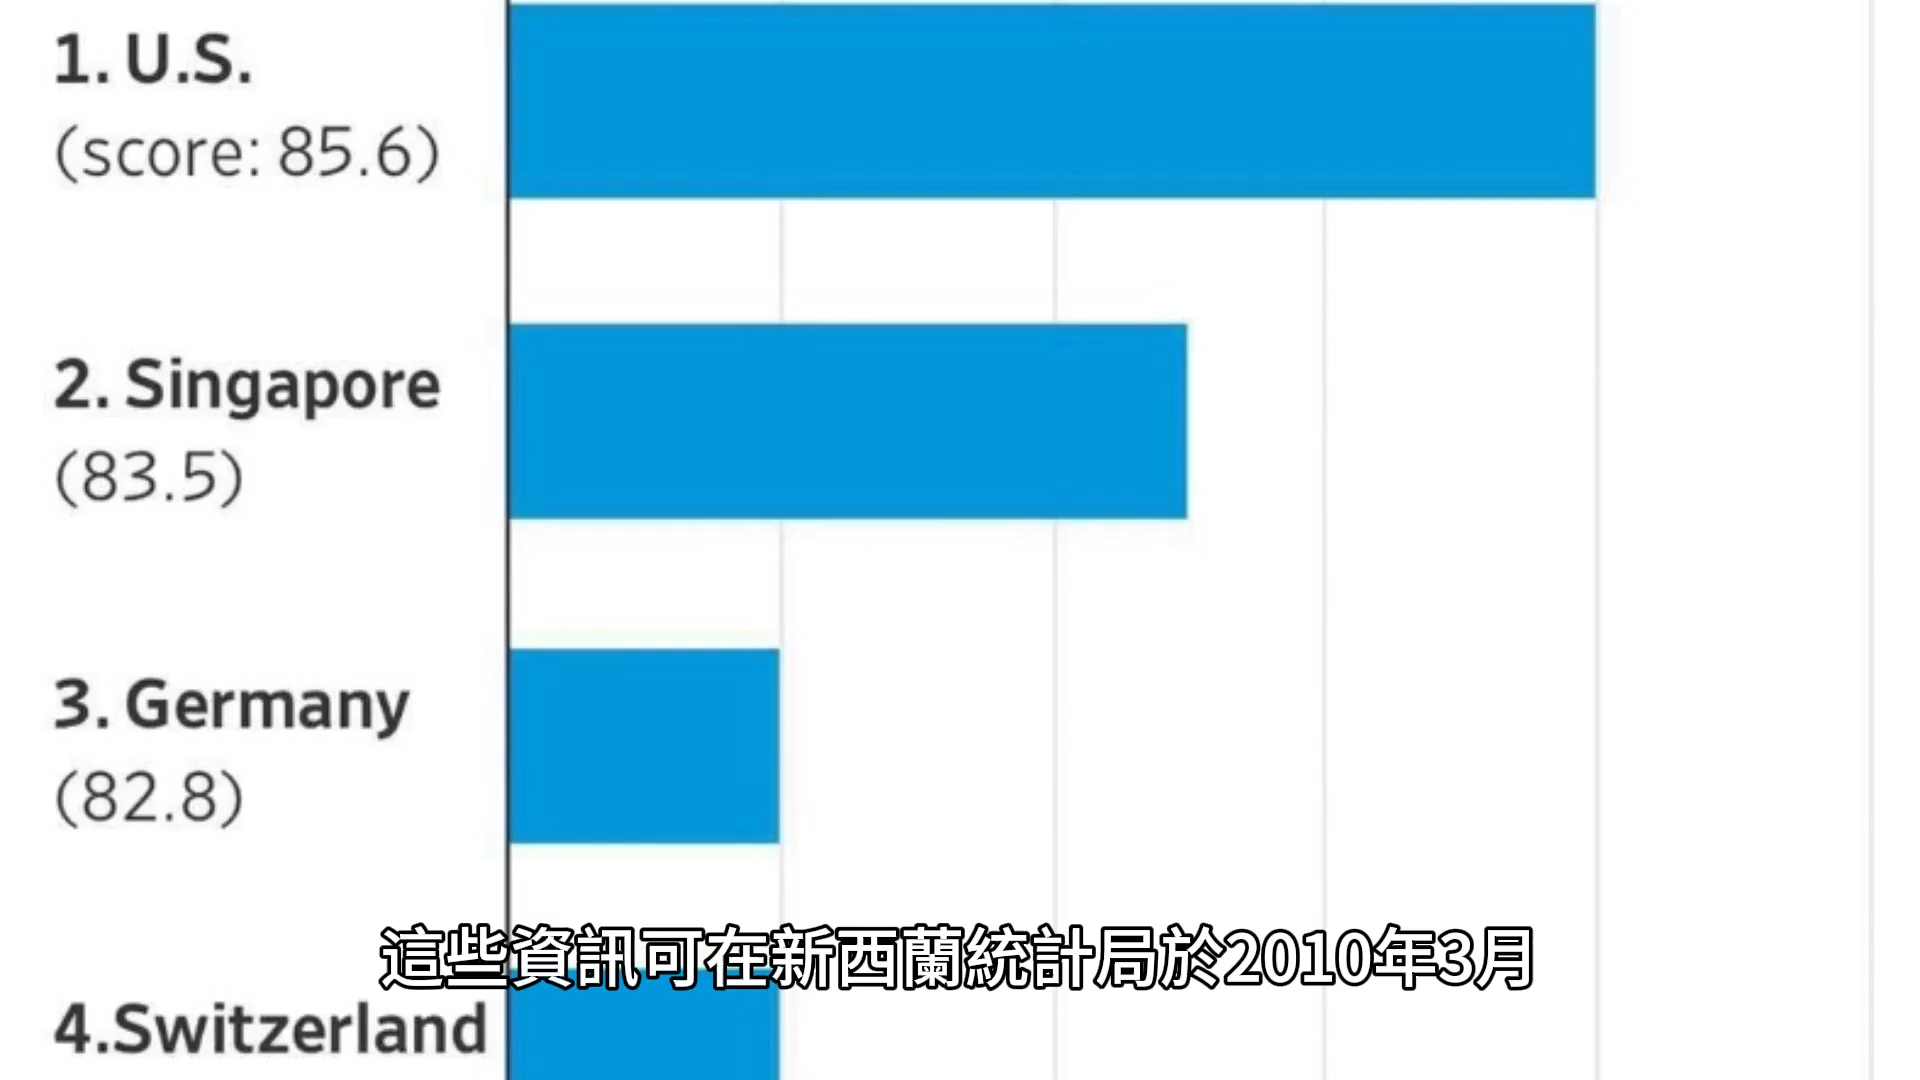 1. U.S.
(score: 85.6)
2. Singapore
(83.5)
3. Germany
(82.8)
4.Switzerland
這些資訊可在新西蘭統計局於2010年3月